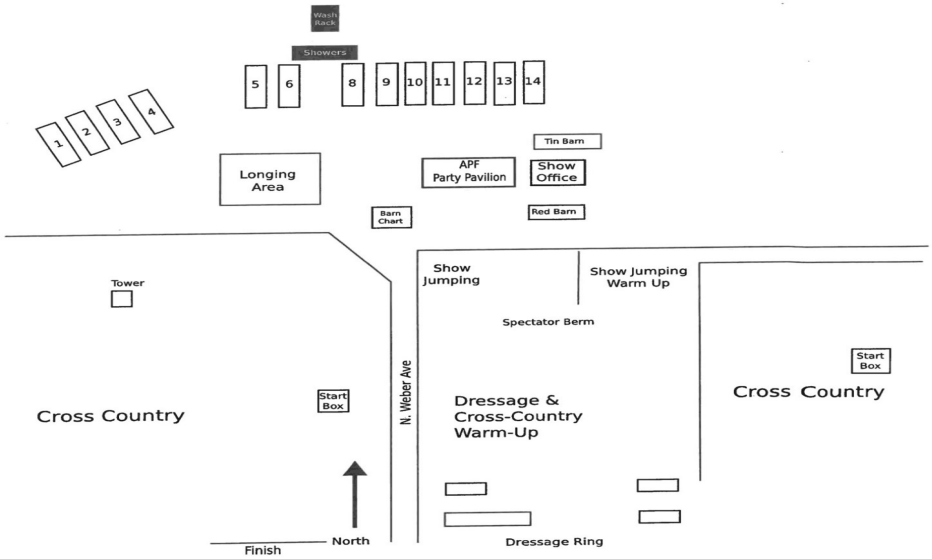 Wash
Rack
Showers
5
6
8
9
10
11
12
13
14
1
2
3
4
Tin Barn
Longing
Area
APF
Party Pavilion
Show
Office
Barn
Chart
Red Barn
Show
Jumping
Show Jumping
Warm Up
Tower
Spectator Berm
Start
Box
N. Weber Ave
Start
Box
Cross Country
Dressage &
Cross-Country
Warm-Up
Cross Country
North
Finish
Dressage Ring